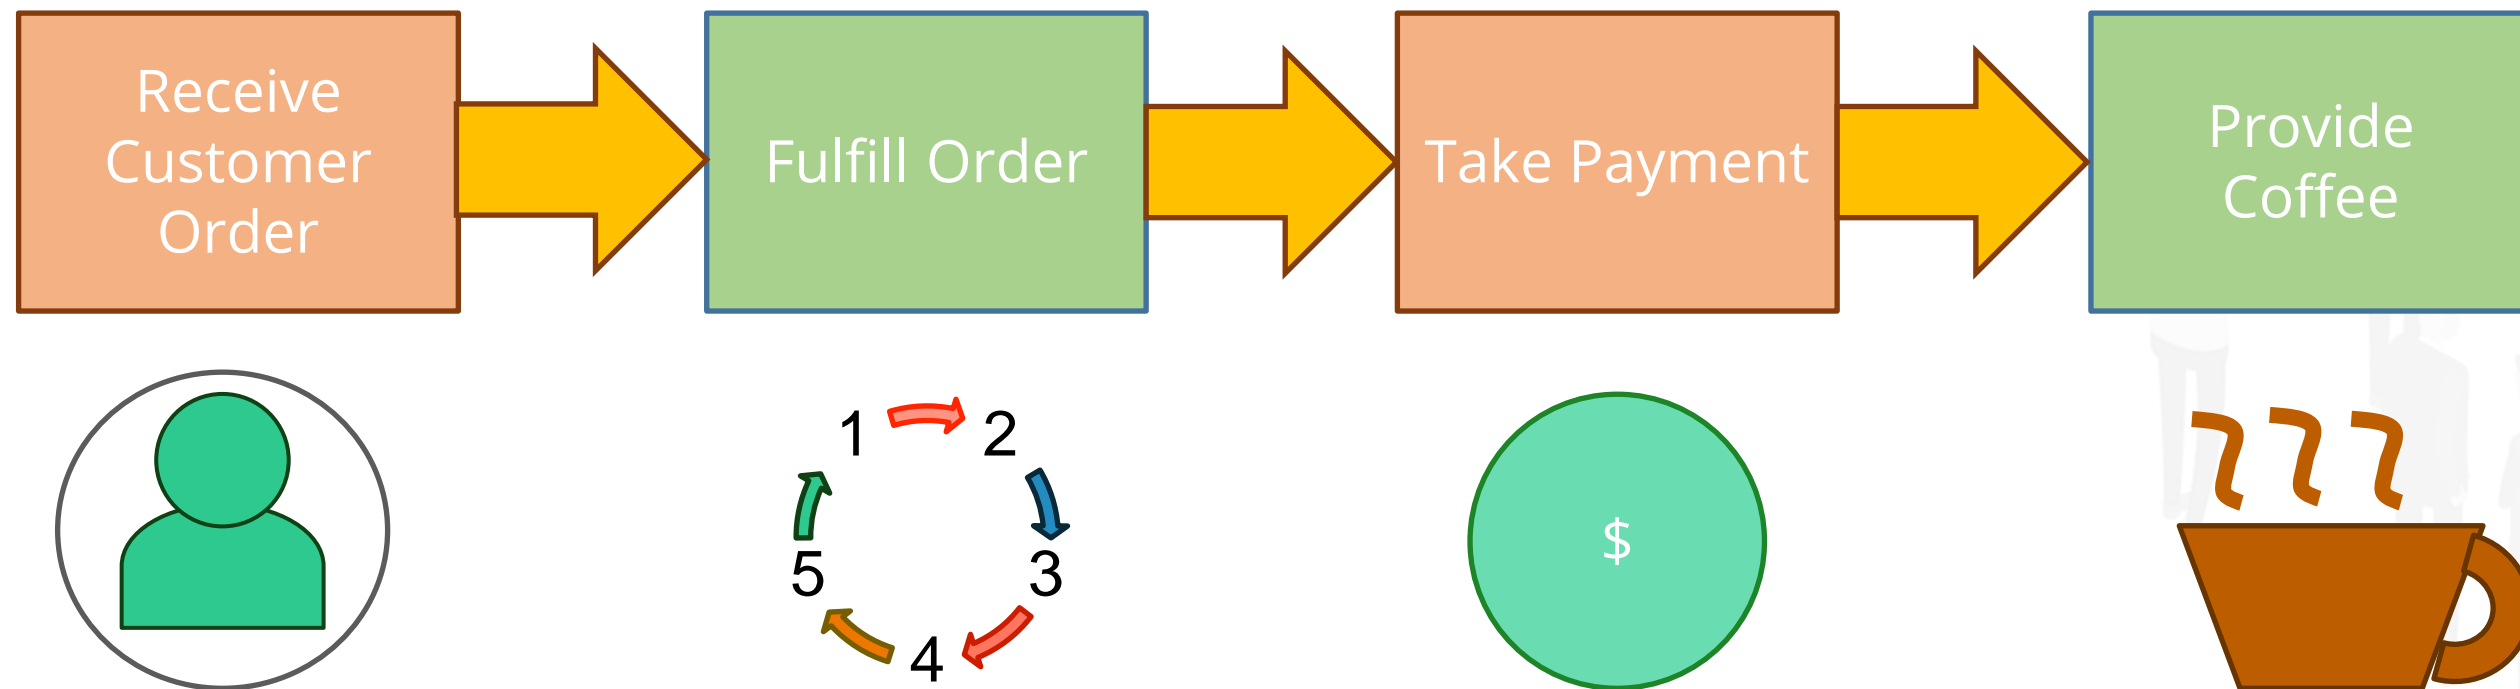 Receive
Customer
Order
Fulfill Order
Take Payment
Provide
Coffee
1
2
3
4
5
$